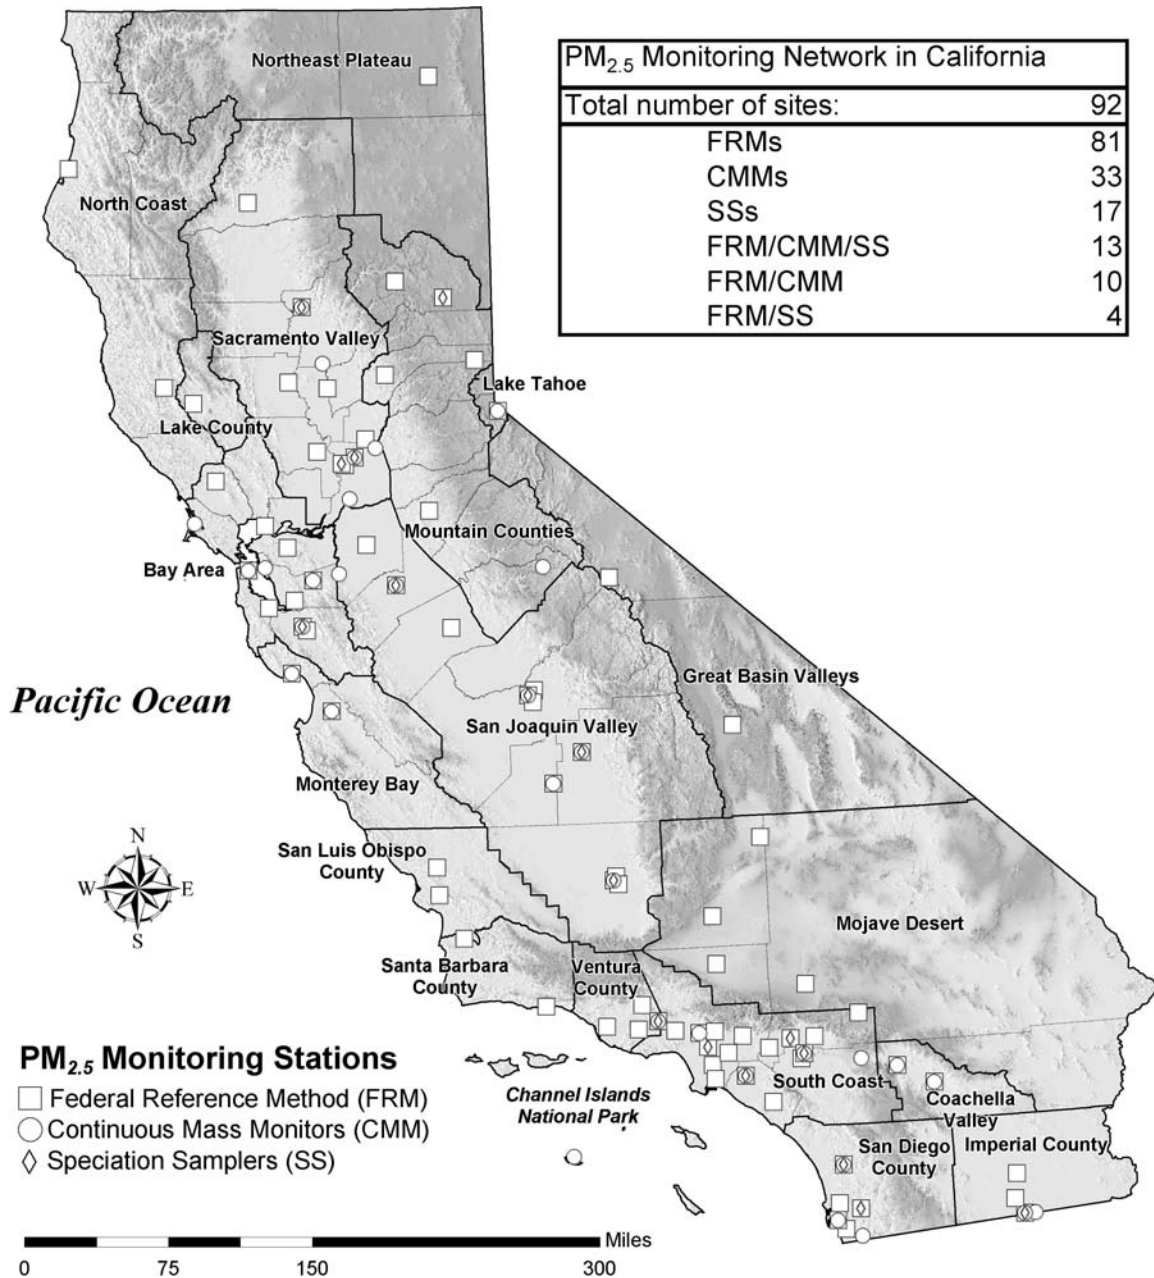 PM2.5 Monitoring Network in California
Total number of sites: 92
FRMs 81
CMMs 33
SSs 17
FRM/CMM/SS 13
FRM/CMM 10
FRM/SS 4
Northeast Plateau
North Coast
Sacramento Valley
Lake Tahoe
Lake County
Mountain Counties
Bay Area
Great Basin Valleys
Pacific Ocean
San Joaquin Valley
Monterey Bay
N
W E
S
San Luis Obispo
County
Mojave Desert
Santa Barbara
County
Ventura
County
PM2.5 Monitoring Stations
Federal Reference Method (FRM)
Continuous Mass Monitors (CMM)
Speciation Samplers (SS)
Channel Islands
National Park
South Coast
Coachella
Valley
San Diego
County
Imperial County
Miles
0 75 150 300